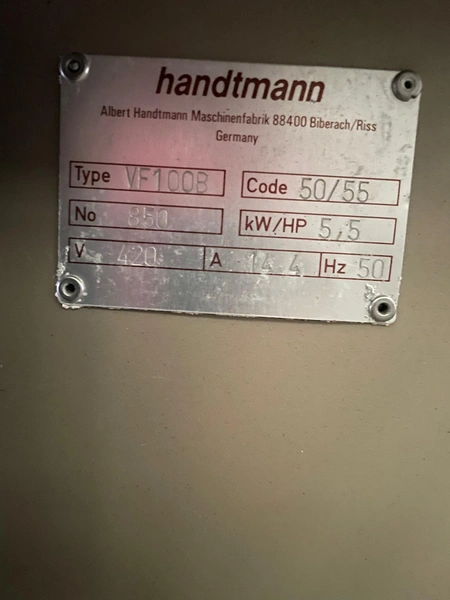 handtmann
Albert Handtmann Maschinenfabrik 88400 Biberach/Riss
Germany
Type VF100B Code 50/55
No 850 kW/HP 5,5
V 420 A 14.4 Hz 50